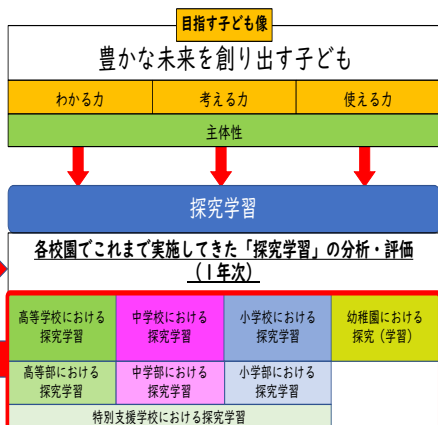 目指す子ども像
豊かな未来を創り出す子ども
わかる力
考える力
使える力
主体性
探究学習
各校園でこれまで実施してきた「探究学習」の分析・評価
（１年次）
高等学校における
探究学習
中学校における
探究学習
小学校における
探究学習
幼稚園における
探究（学習）
高等部における
探究学習
中学部における
探究学習
小学部における
探究学習
特別支援学校における探究学習